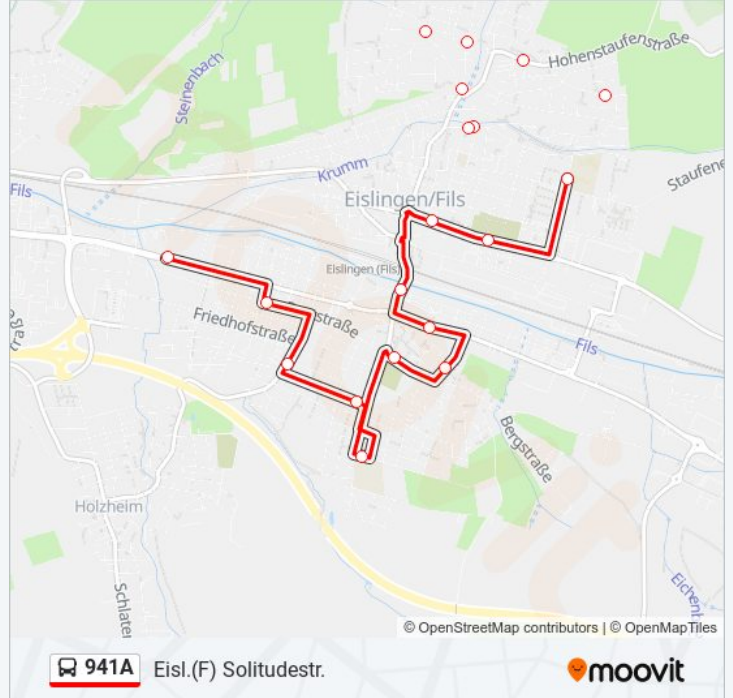 Hohenstaufenstraße
Steinenbach
Krumm
Staufene
Fils
Eislingen/Fils
Eislingen (Fils)
Friedhofstraße
straße
Fils
Bergstraße
Holzheim
Schlater
Eichenb
© OpenStreetMap contributors | © OpenMapTiles
941A Eisl.(F) Solitudestr.
moovit